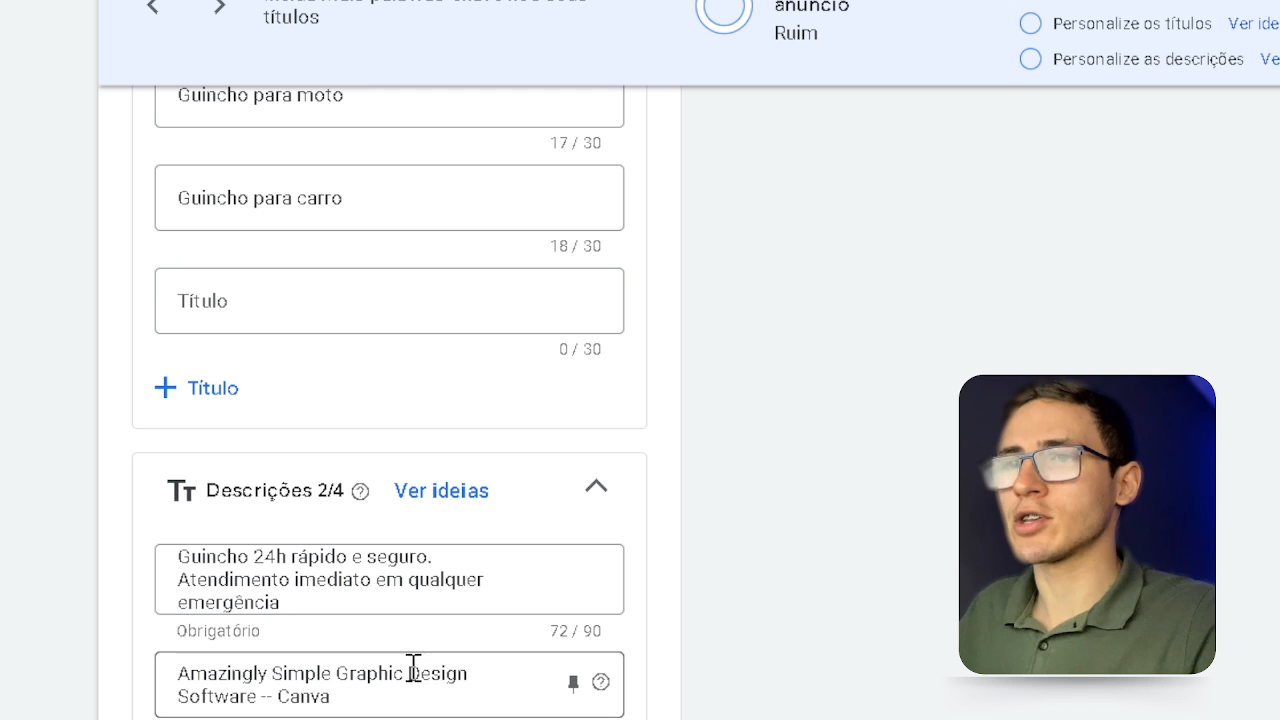 títulos
anúncio
Ruim
Personalize os títulos Ver ide
Personalize as descrições Ve
Guincho para moto
17 / 30
Guincho para carro
18 / 30
Título
0 / 30
+ Título
Tт Descrições 2/4 Ver ideias
Guincho 24h rápido e seguro.
Atendimento imediato em qualquer
emergência
Obrigatório 72 / 90
Amazingly Simple Graphic Design
Software -- Canva